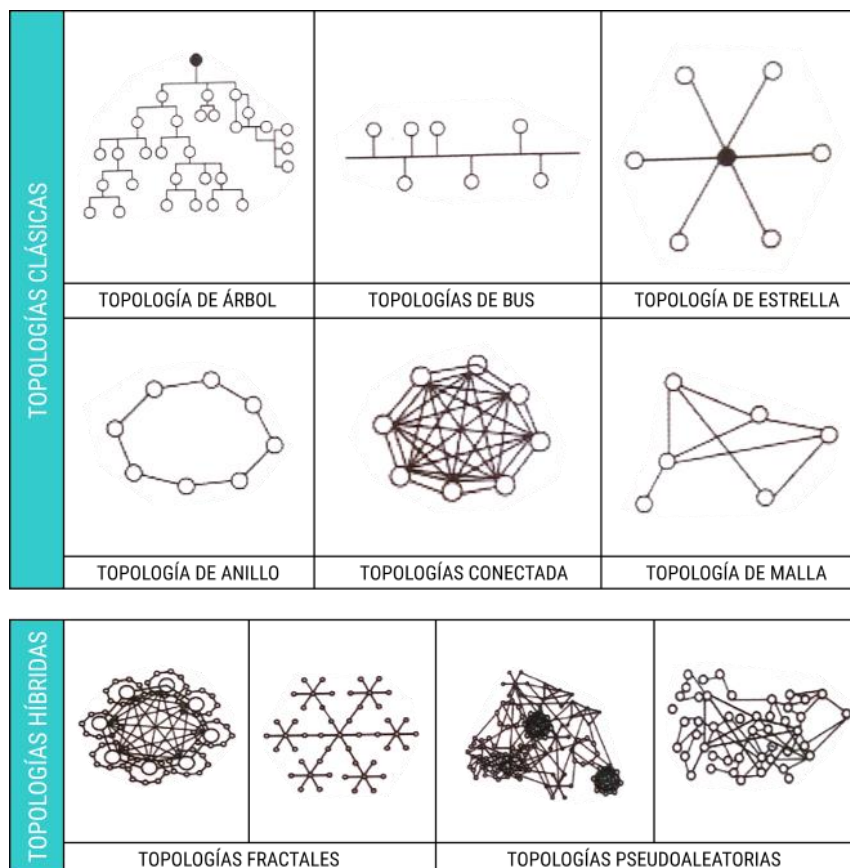 TOPOLOGÍAS CLÁSICAS
TOPOLOGÍA DE ÁRBOL
TOPOLOGÍAS DE BUS
TOPOLOGÍA DE ESTRELLA
TOPOLOGÍA DE ANILLO
TOPOLOGÍAS CONECTADA
TOPOLOGÍA DE MALLA
TOPOLOGÍAS HÍBRIDAS
TOPOLOGÍAS FRACTALES
TOPOLOGÍAS PSEUDOALEATORIAS